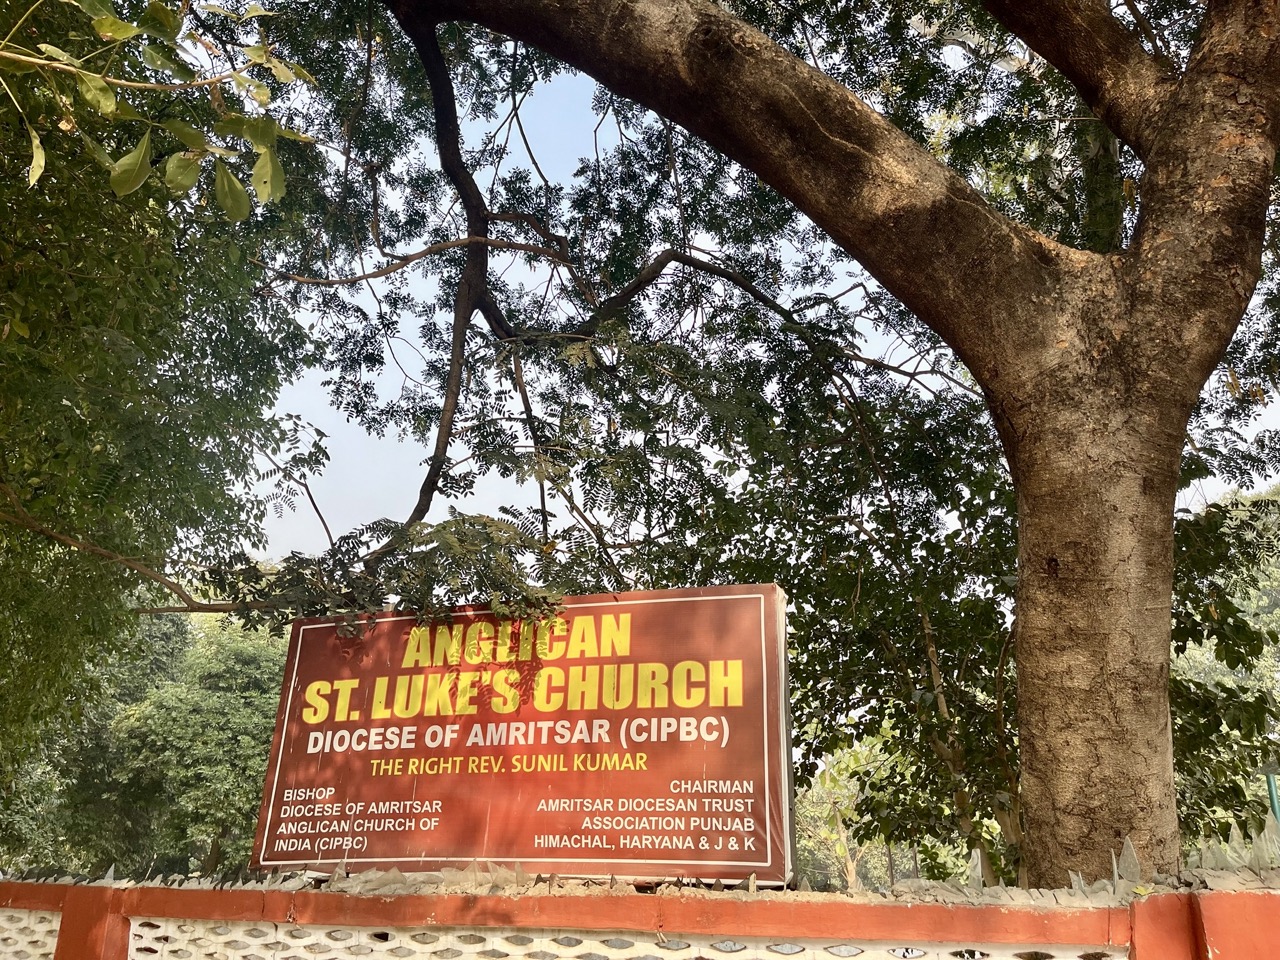 ANGLICAN
ST. LUKE'S CHURCH
DIOCESE OF AMRITSAR (CIPBC)
THE RIGHT REV. SUNIL KUMAR
BISHOP
DIOCESE OF AMRITSAR
ANGLICAN CHURCH OF
INDIA (CIPBC)
CHAIRMAN
AMRITSAR DIOCESAN TRUST
ASSOCIATION PUNJAB
HIMACHAL, HARYANA & J & K